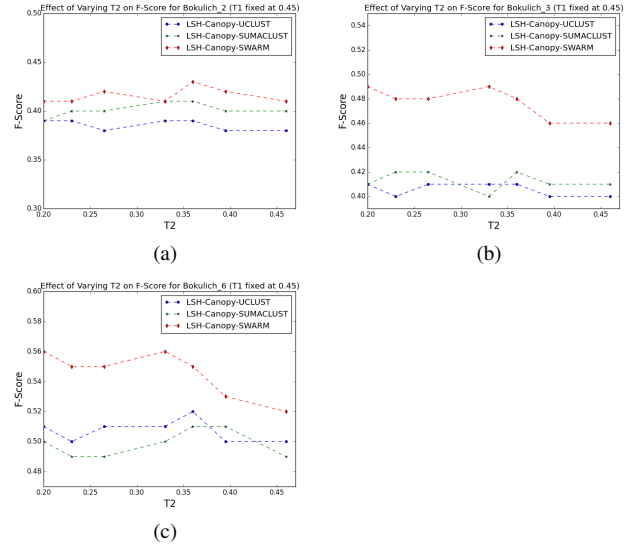 Effect of Varying T2 on F-Score for Bokulich_2 (T1 fixed at 0.45)
LSH-Canopy-UCLUST
LSH-Canopy-SUMACLUST
LSH-Canopy-SWARM
F-Score
0.50
0.45
0.40
0.35
0.30
0.20 0.25 0.30 0.35 0.40 0.45
T2
(a)
Effect of Varying T2 on F-Score for Bokulich_3 (T1 fixed at 0.45)
LSH-Canopy-UCLUST
LSH-Canopy-SUMACLUST
LSH-Canopy-SWARM
F-Score
0.54
0.52
0.50
0.48
0.46
0.44
0.42
0.40
0.20 0.25 0.30 0.35 0.40 0.45
T2
(b)
Effect of Varying T2 on F-Score for Bokulich_6 (T1 fixed at 0.45)
LSH-Canopy-UCLUST
LSH-Canopy-SUMACLUST
LSH-Canopy-SWARM
F-Score
0.60
0.58
0.56
0.54
0.52
0.50
0.48
0.20 0.25 0.30 0.35 0.40 0.45
T2
(c)